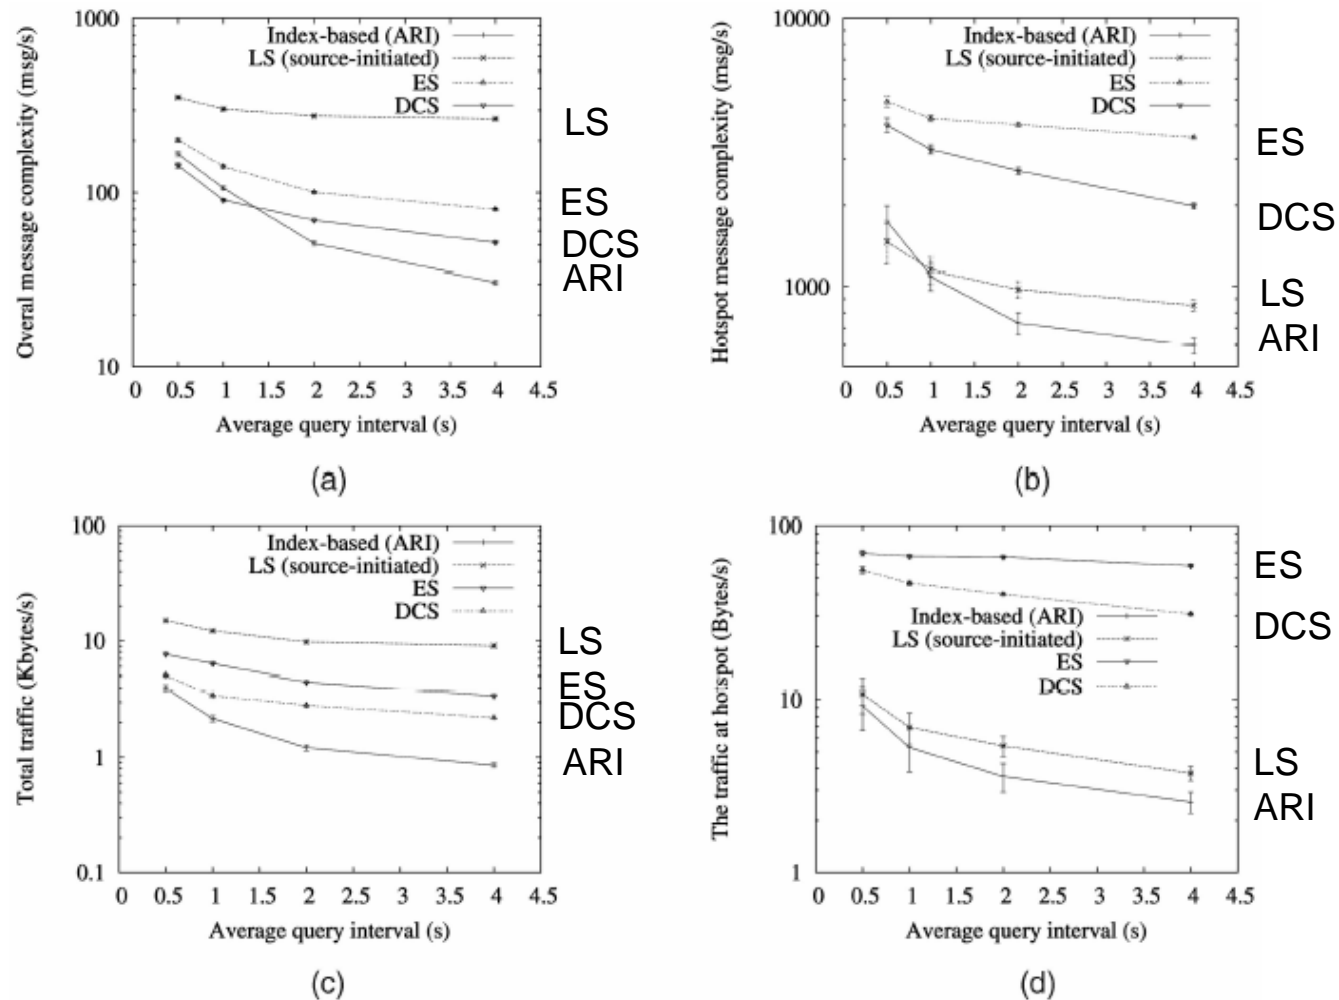 Overal message complexity (msg/s)
1000
100
10
Index-based (ARI)
LS (source-initiated)
ES
DCS
LS
ES
DCS
ARI
0 0.5 1 1.5 2 2.5 3 3.5 4 4.5
Average query interval (s)
(a)
Hotspot message complexity (msg/s)
10000
1000
Index-based (ARI)
LS (source-initiated)
ES
DCS
ES
DCS
LS
ARI
0 0.5 1 1.5 2 2.5 3 3.5 4 4.5
Average query interval (s)
(b)
Total traffic (Kbytes/s)
100
10
1
0.1
Index-based (ARI)
LS (source-initiated)
ES
DCS
LS
ES
DCS
ARI
0 0.5 1 1.5 2 2.5 3 3.5 4 4.5
Average query interval (s)
(c)
The traffic at hotspot (Bytes/s)
100
10
1
Index-based (ARI)
LS (source-initiated)
ES
DCS
ES
DCS
LS
ARI
0 0.5 1 1.5 2 2.5 3 3.5 4 4.5
Average query interval (s)
(d)